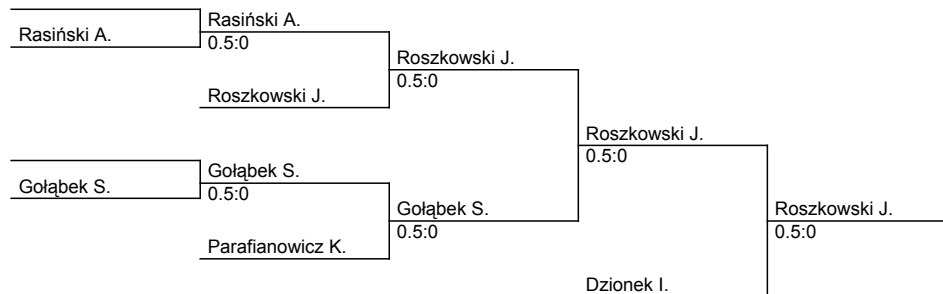 Rasiński A.
Rasiński A.
0.5:0
Roszkowski J.
Roszkowski J.
0.5:0
Gołąbek S.
Gołąbek S.
0.5:0
Parafianowicz K.
Gołąbek S.
0.5:0
Roszkowski J.
0.5:0
Dzionek I.
Roszkowski J.
0.5:0